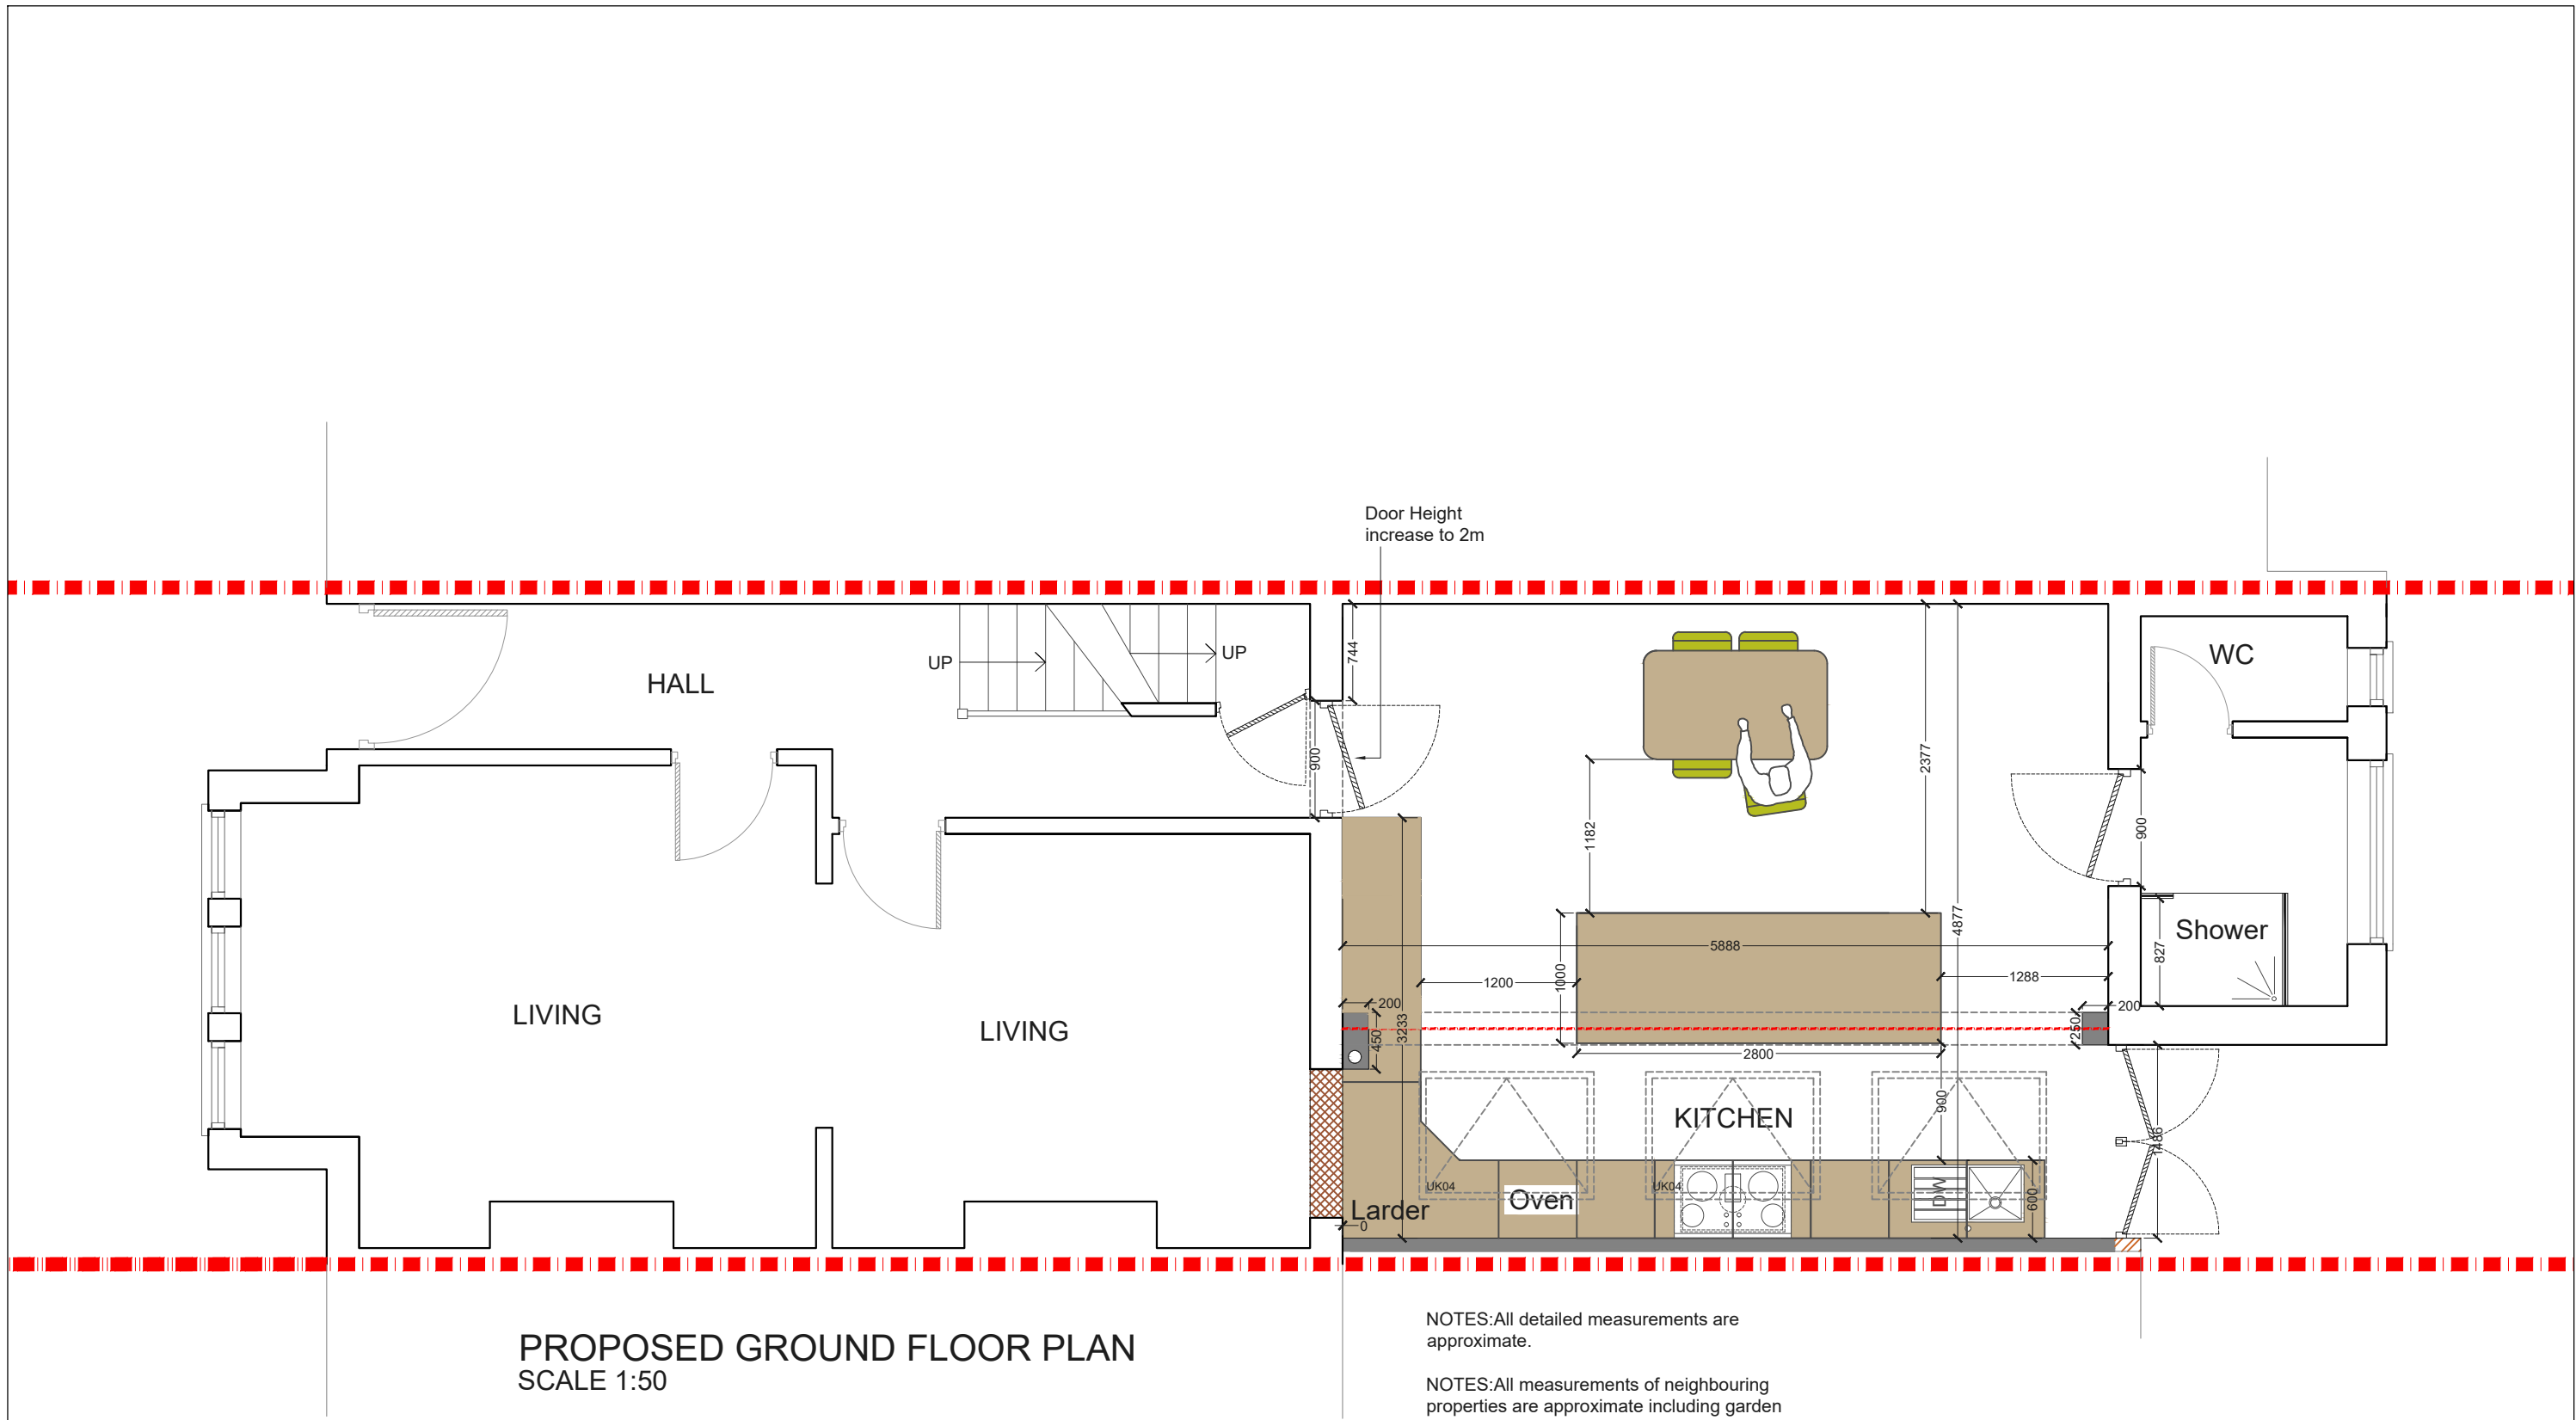 Door Height
increase to 2m
UP
UP
HALL
WC
744
900
2377
1182
900
4877
Shower
827
5888
1000
1200
1288
200
200
3233
450
250
LIVING
LIVING
2800
900
KITCHEN
1486
UK04
UK04
Oven
DW
600
Larder
0
PROPOSED GROUND FLOOR PLAN
SCALE 1:50
NOTES:All detailed measurements are
approximate.
NOTES:All measurements of neighbouring
properties are approximate including garden